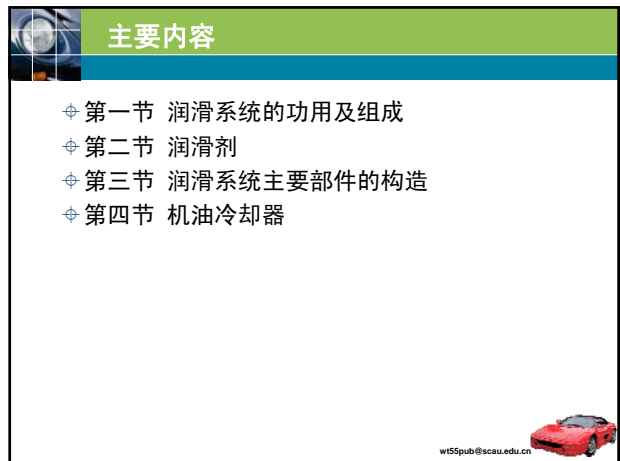 主要内容
第一节 润滑系统的功用及组成
第二节 润滑剂
第三节 润滑系统主要部件的构造
第四节 机油冷却器
wt55pub@scau.edu.cn